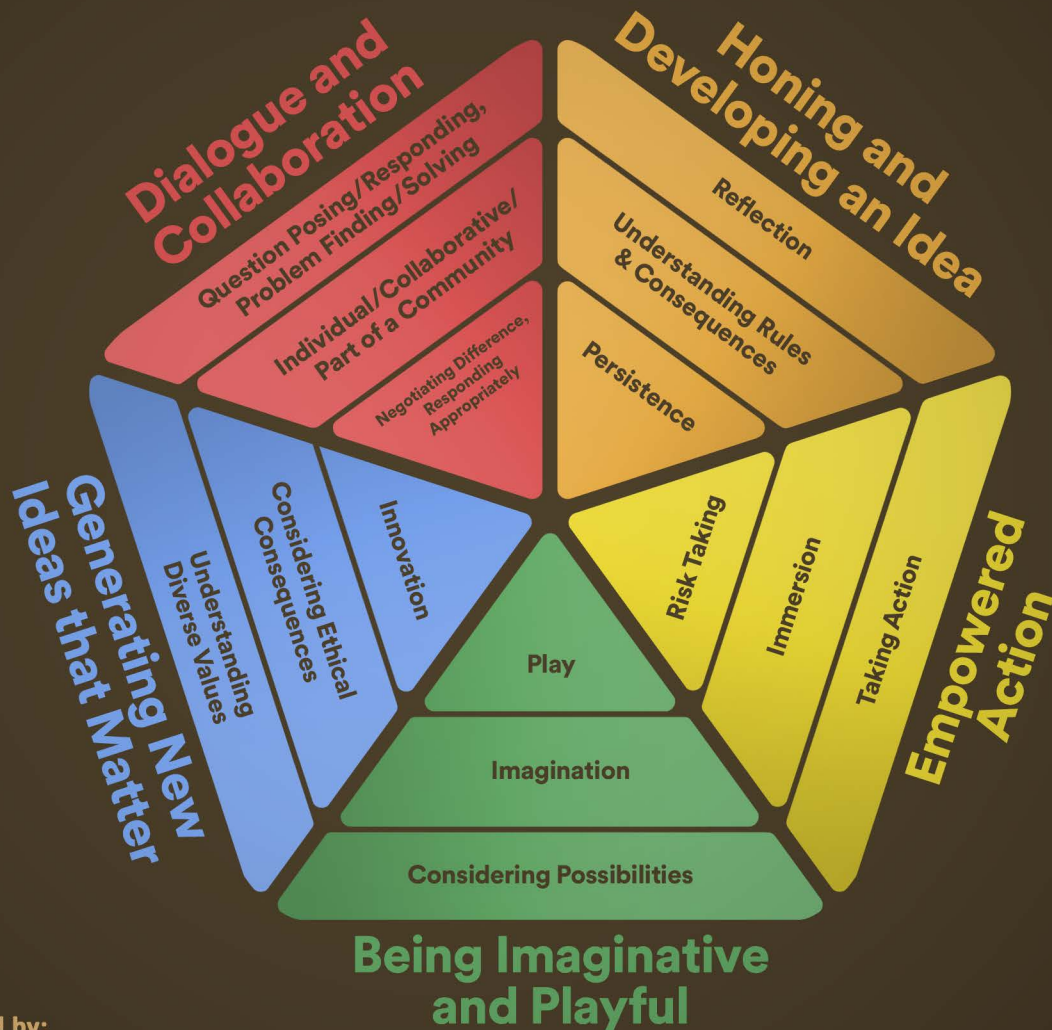 Dialogue and
Collaboration
Question Posing/Responding,
Problem Finding/Solving
Individual/Collaborative/
Part of a Community
Negotiating Difference,
Responding
Appropriately
Honing and
Developing an Idea
Reflection
Understanding Rules
& Consequences
Persistence
Empowered
Action
Risk Taking
Immersion
Taking Action
Generating New
Ideas that Matter
Understanding
Diverse Values
Considering Ethical
Consequences
Innovation
Play
Imagination
Considering Possibilities
Being Imaginative
and Playful
by: